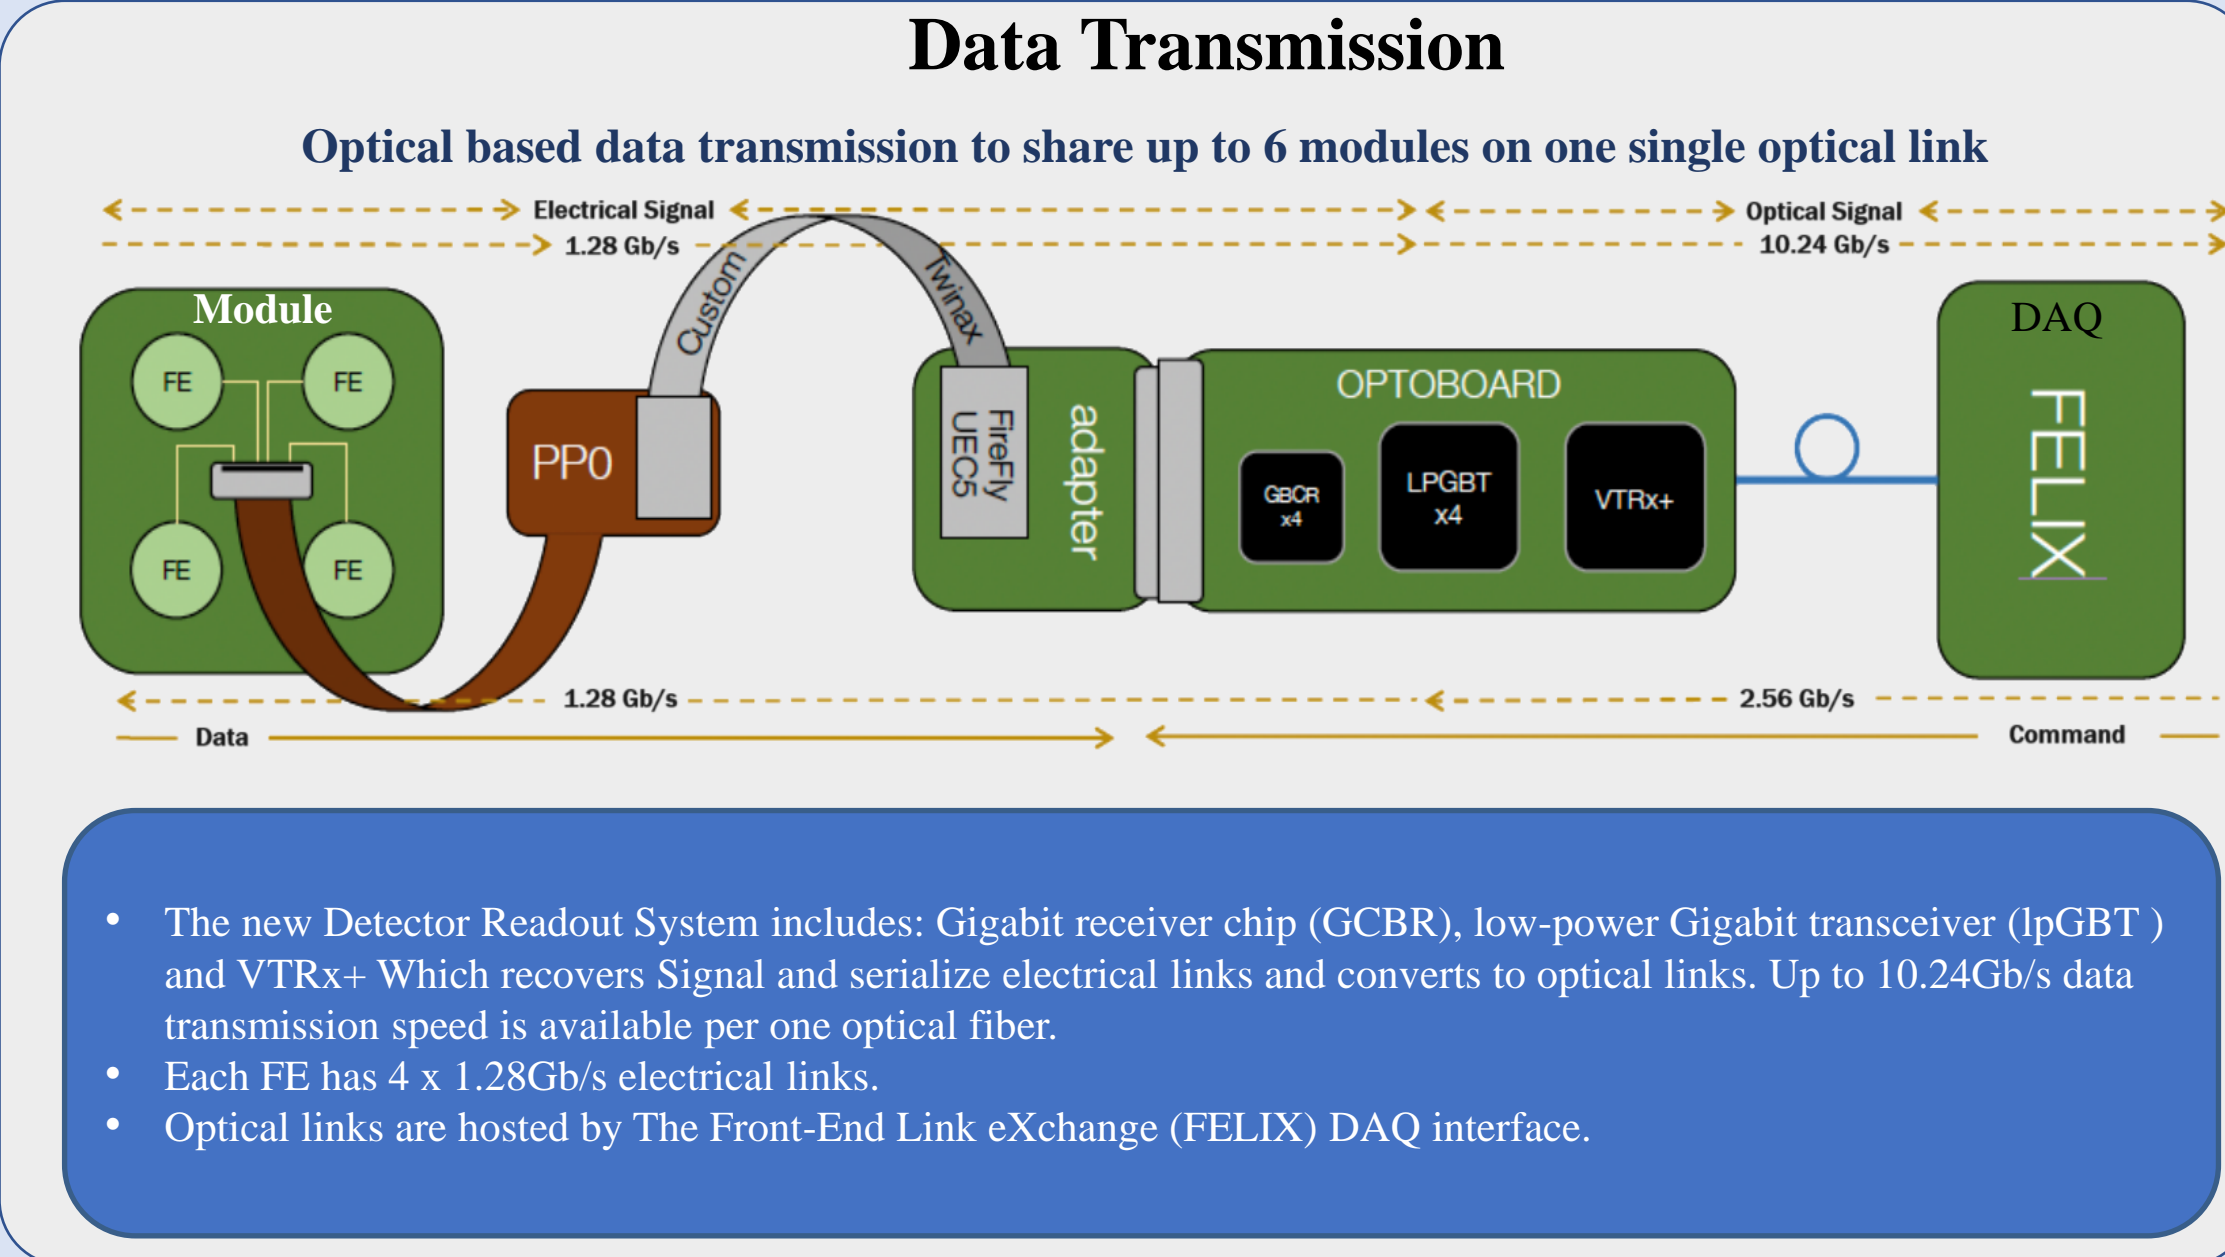 Data Transmission
Optical based data transmission to share up to 6 modules on one single optical link
Electrical Signal
Optical Signal
1.28 Gb/s
10.24 Gb/s
Custom
Twinax
Module
FE
FE
FE
FE
PP0
FireFly
UEC5
adapter
OPTOBOARD
GBCR
x4
LPGBT
x4
VTRx+
DAQ
FELIX
1.28 Gb/s
2.56 Gb/s
Data
Command
• The new Detector Readout System includes: Gigabit receiver chip (GCBR), low-power Gigabit transceiver (lpGBT )
and VTRx+ Which recovers Signal and serialize electrical links and converts to optical links. Up to 10.24Gb/s data
transmission speed is available per one optical fiber.
• Each FE has 4 x 1.28Gb/s electrical links.
• Optical links are hosted by The Front-End Link eXchange (FELIX) DAQ interface.